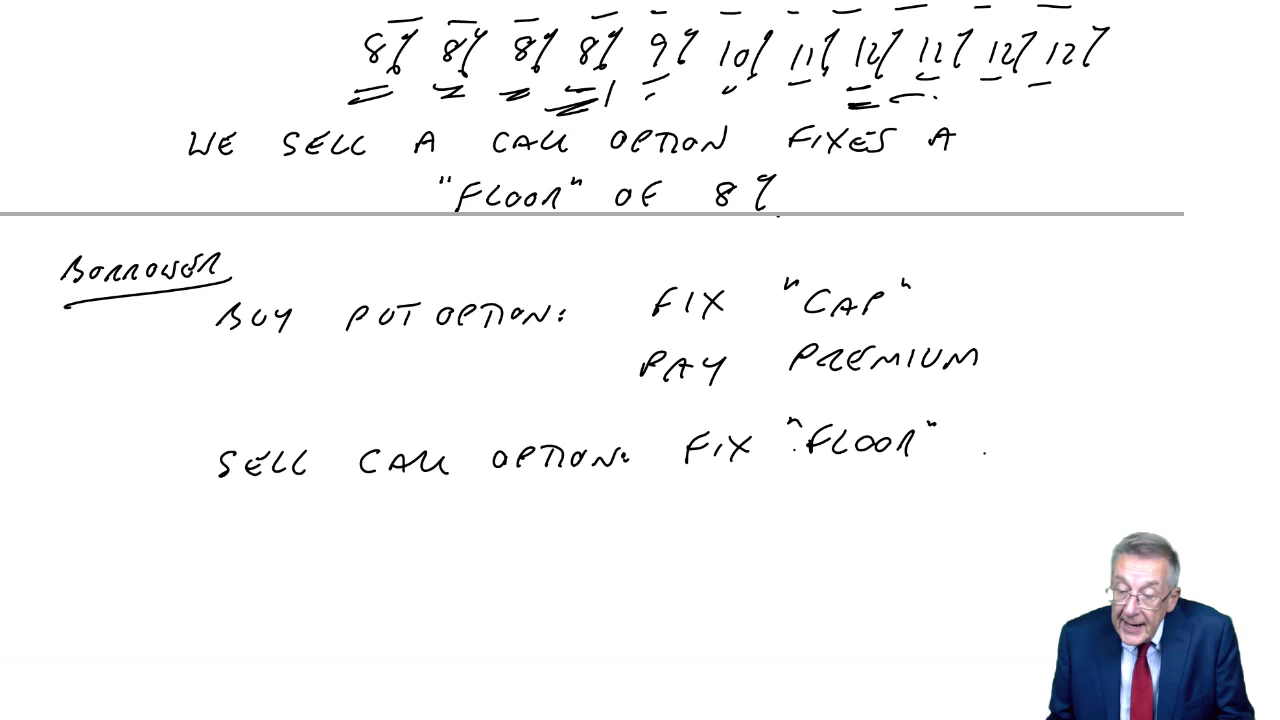 8% 8% 8% 8% 9% 10% 11% 12% 12% 12% 12%
WE SELL A CALL OPTION FIXES A
"FLOOR" OF 8%
BORROWER
BUY PUT OPTION: FIX "CAP"
PAY PREMIUM
SELL CALL OPTION: FIX "FLOOR"